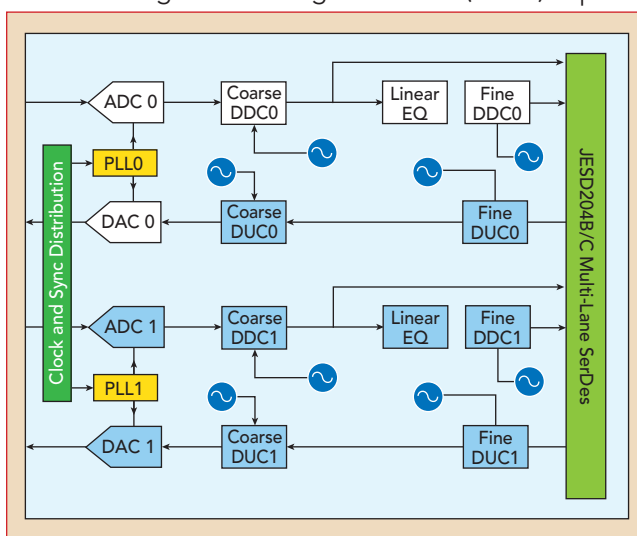 ADC 0
Coarse
DDC0
Linear
EQ
Fine
DDC0
PLL0
DAC 0
Coarse
DUC0
Fine
DUC0
Clock and Sync Distribution
JESD204B/C Multi-Lane SerDes
ADC 1
Coarse
DDC1
Linear
EQ
Fine
DDC1
PLL1
DAC 1
Coarse
DUC1
Fine
DUC1